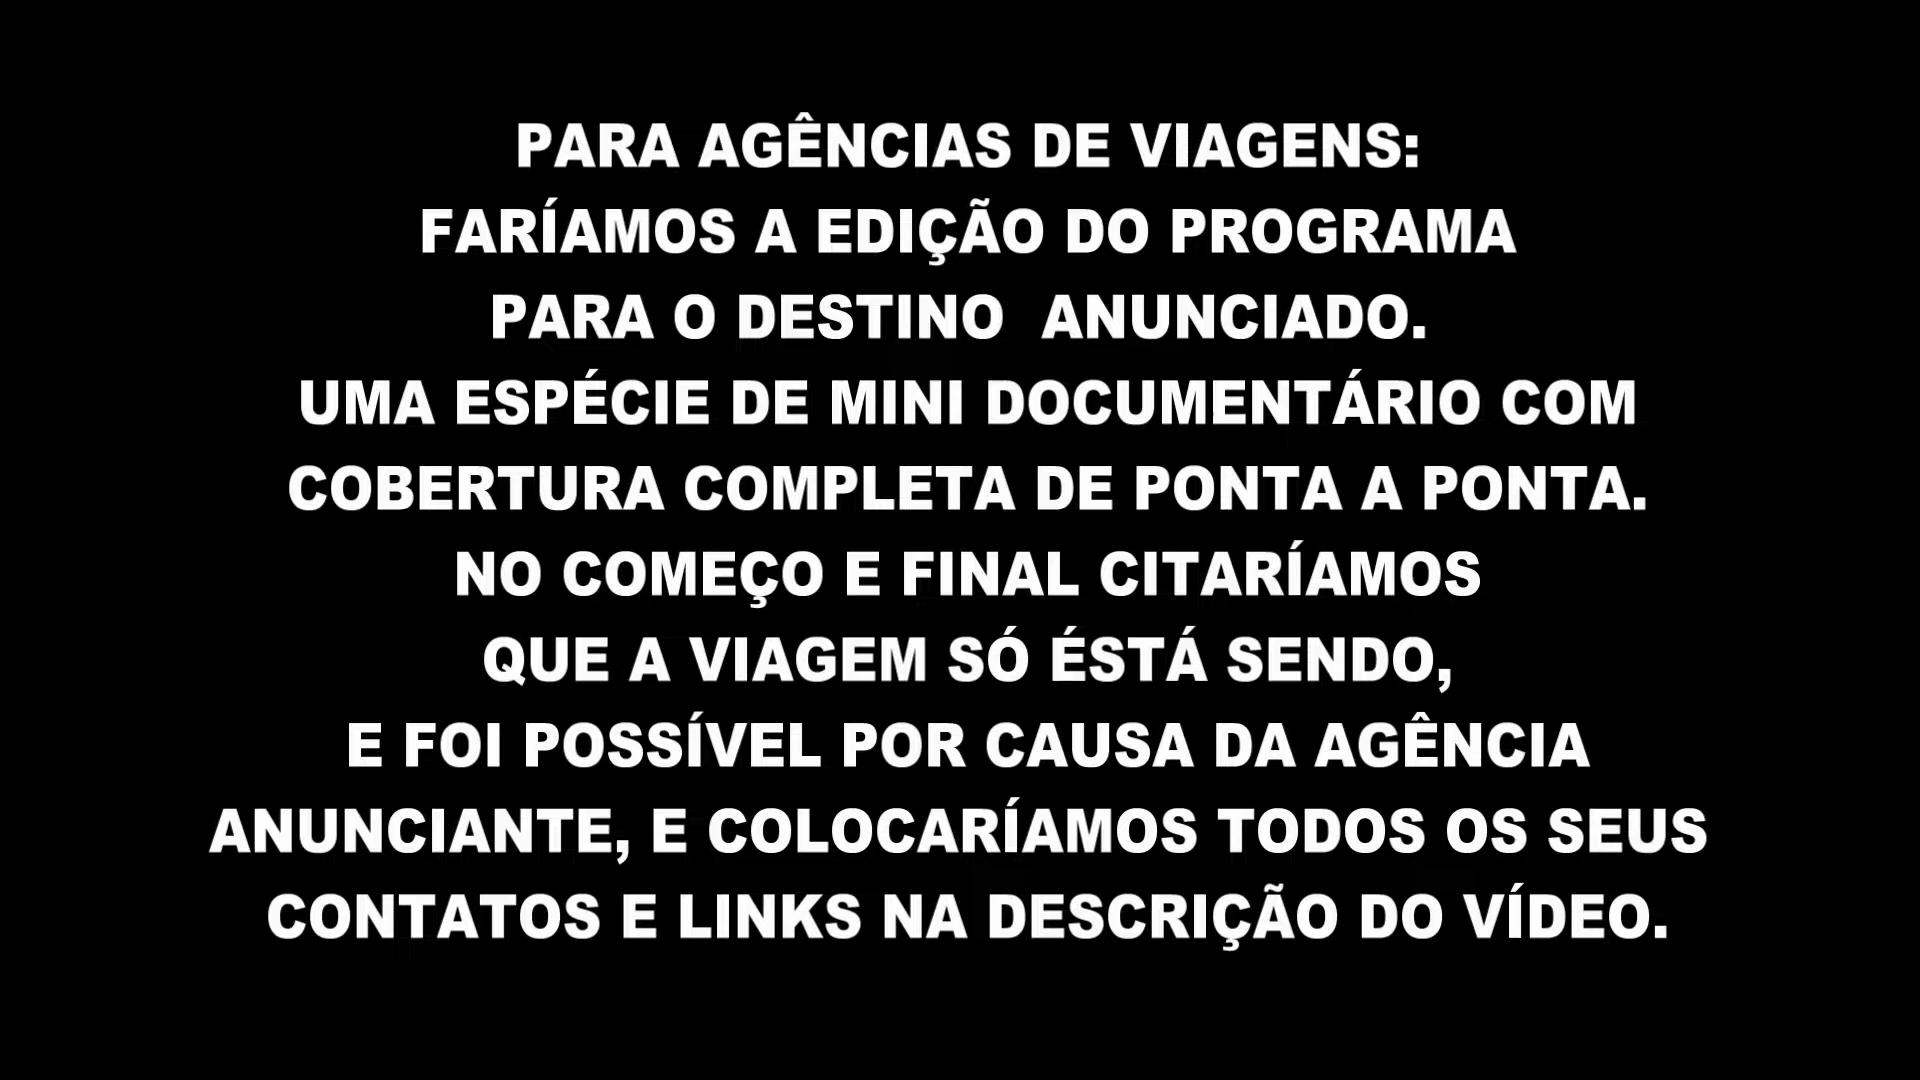 PARA AGÊNCIAS DE VIAGENS:
FARÍAMOS A EDIÇÃO DO PROGRAMA
PARA O DESTINO  ANUNCIADO.
UMA ESPÉCIE DE MINI DOCUMENTÁRIO COM
COBERTURA COMPLETA DE PONTA A PONTA.
NO COMEÇO E FINAL CITARÍAMOS
QUE A VIAGEM SÓ ÉSTÁ SENDO,
E FOI POSSÍVEL POR CAUSA DA AGÊNCIA
ANUNCIANTE, E COLOCARÍAMOS TODOS OS SEUS
CONTATOS E LINKS NA DESCRIÇÃO DO VÍDEO.